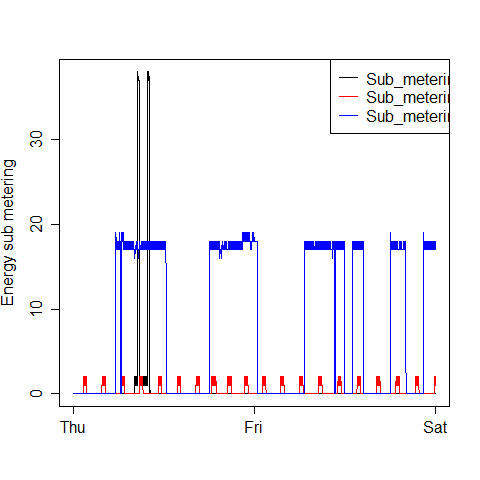 Sub_meterin
Sub_meterin
Sub_meterin
Energy sub metering
30
20
10
0
Thu Fri Sat